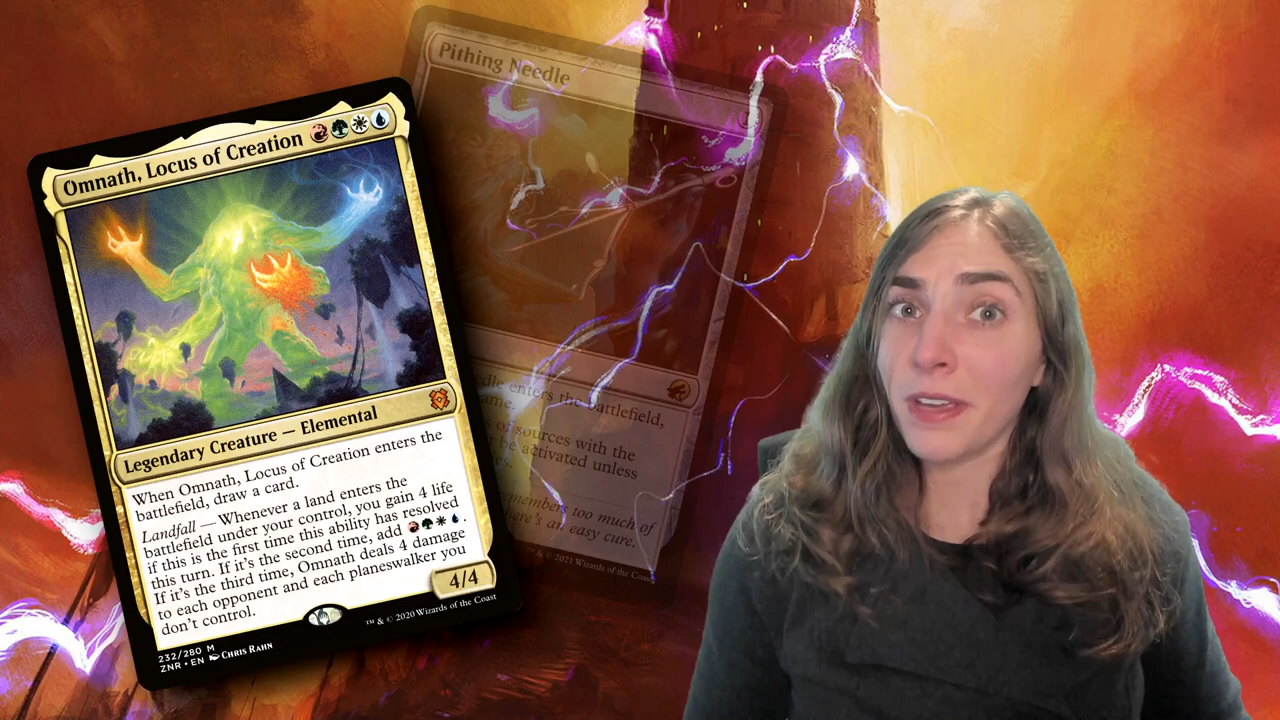 Omnath, Locus of Creation
Legendary Creature — Elemental
When Omnath, Locus of Creation enters the
battlefield, draw a card.
Landfall — Whenever a land enters the
battlefield under your control, you gain 4 life
if this is the first time this ability has resolved
this turn. If it's the second time, add
If it's the third time, Omnath deals 4 damage
to each opponent and each planeswalker you
don't control.
4/4
232/280 M
ZNR • EN Chris Rahn
™ & © 2020 Wizards of the Coast
Pithing Needle
enters the battlefield,
of sources with the
be activated unless
too much of
an easy cure.
™ & © 2021 Wizards of the Coast